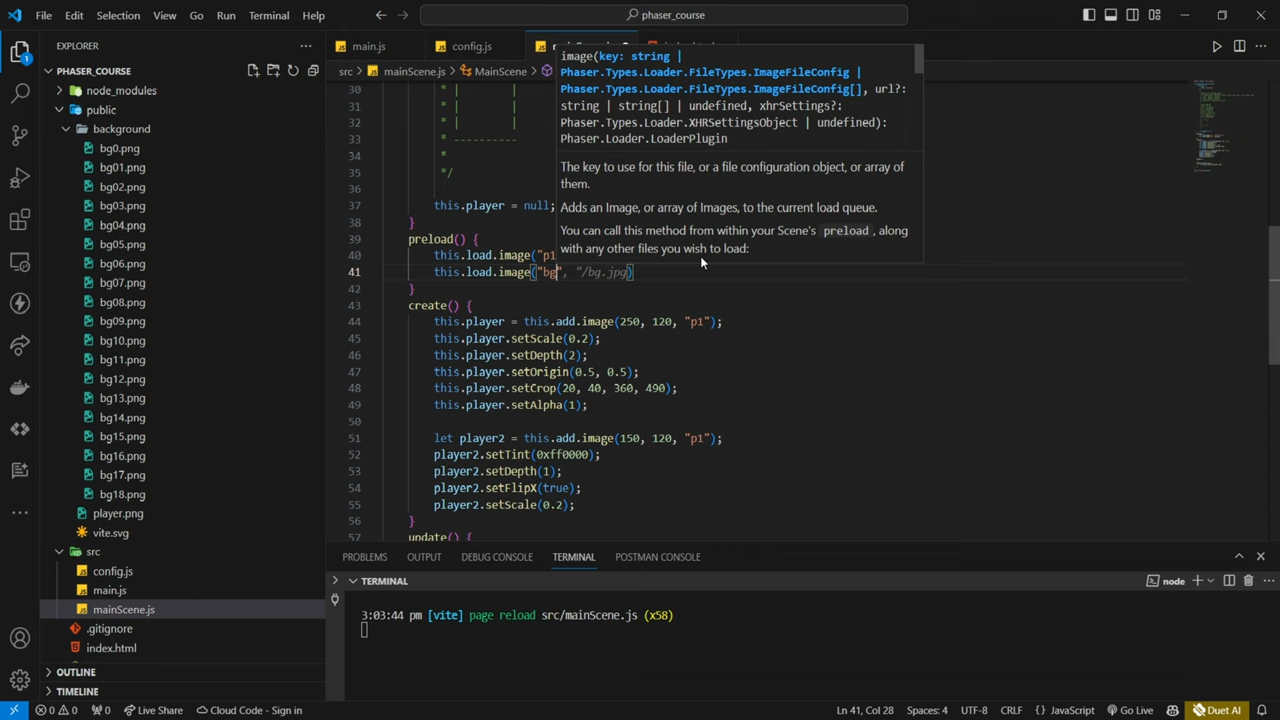 File Edit Selection View Go Run Terminal Help
phaser_course
EXPLORER
main.js
config.js
index.html
PHASER_COURSE
src > mainScene.js > MainScene
node_modules
public
background
bg0.png
bg01.png
bg02.png
bg03.png
bg04.png
bg05.png
bg06.png
bg07.png
bg08.png
bg09.png
bg10.png
bg11.png
bg12.png
bg13.png
bg14.png
bg15.png
bg16.png
bg17.png
bg18.png
player.png
vite.svg
src
config.js
main.js
mainScene.js
.gitignore
index.html
OUTLINE
TIMELINE
image(key: string |
Phaser.Types.Loader.FileTypes.ImageFileConfig |
Phaser.Types.Loader.FileTypes.ImageFileConfig[], url?:
string | string[] | undefined, xhrSettings?:
Phaser.Types.Loader.XHRSettingsObject | undefined):
Phaser.Loader.LoaderPlugin
The key to use for this file, or a file configuration object, or array of
them.
Adds an Image, or array of Images, to the current load queue.
You can call this method from within your Scene's preload, along
with any other files you wish to load:
30 * | |
31 * | |
32 * | |
33 * ----------
34 *
35 */
36
37 this.player = null;
38 }
39 preload() {
40 this.load.image("p1
41 this.load.image("bg", "/bg.jpg)
42 }
43 create() {
44 this.player = this.add.image(250, 120, "p1");
45 this.player.setScale(0.2);
46 this.player.setDepth(2);
47 this.player.setOrigin(0.5, 0.5);
48 this.player.setCrop(20, 40, 360, 490);
49 this.player.setAlpha(1);
50
51 let player2 = this.add.image(150, 120, "p1");
52 player2.setTint(0xff0000);
53 player2.setDepth(1);
54 player2.setFlipX(true);
55 player2.setScale(0.2);
56 }
57 update() {
PROBLEMS OUTPUT DEBUG CONSOLE TERMINAL POSTMAN CONSOLE
TERMINAL
node
3:03:44 pm [vite] page reload src/mainScene.js (x58)
0 0 0 Live Share Cloud Code - Sign in
Ln 41, Col 28 Spaces: 4 UTF-8 CRLF {} JavaScript Go Live Duet AI